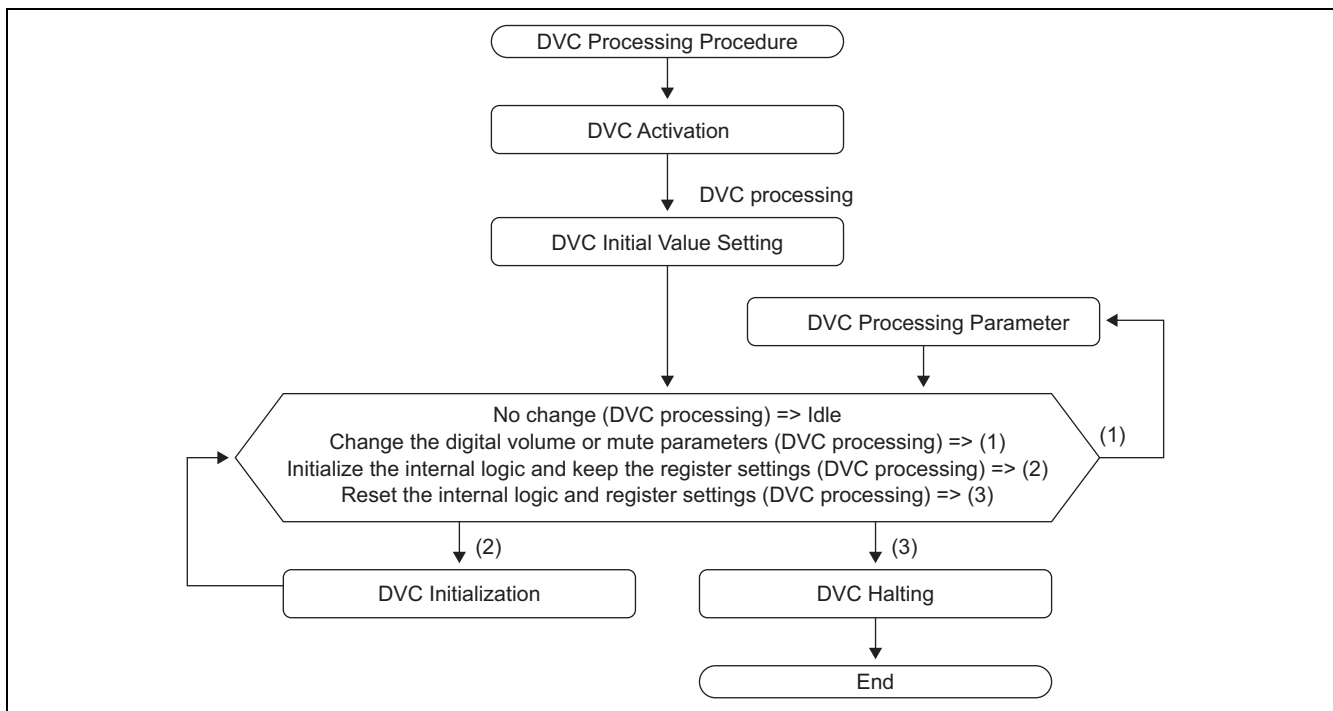 DVC Processing Procedure
DVC Activation
DVC processing
DVC Initial Value Setting
DVC Processing Parameter
No change (DVC processing) => Idle
Change the digital volume or mute parameters (DVC processing) => (1)
(1)
Initialize the internal logic and keep the register settings (DVC processing) => (2)
Reset the internal logic and register settings (DVC processing) => (3)
(2)
(3)
DVC Initialization
DVC Halting
End